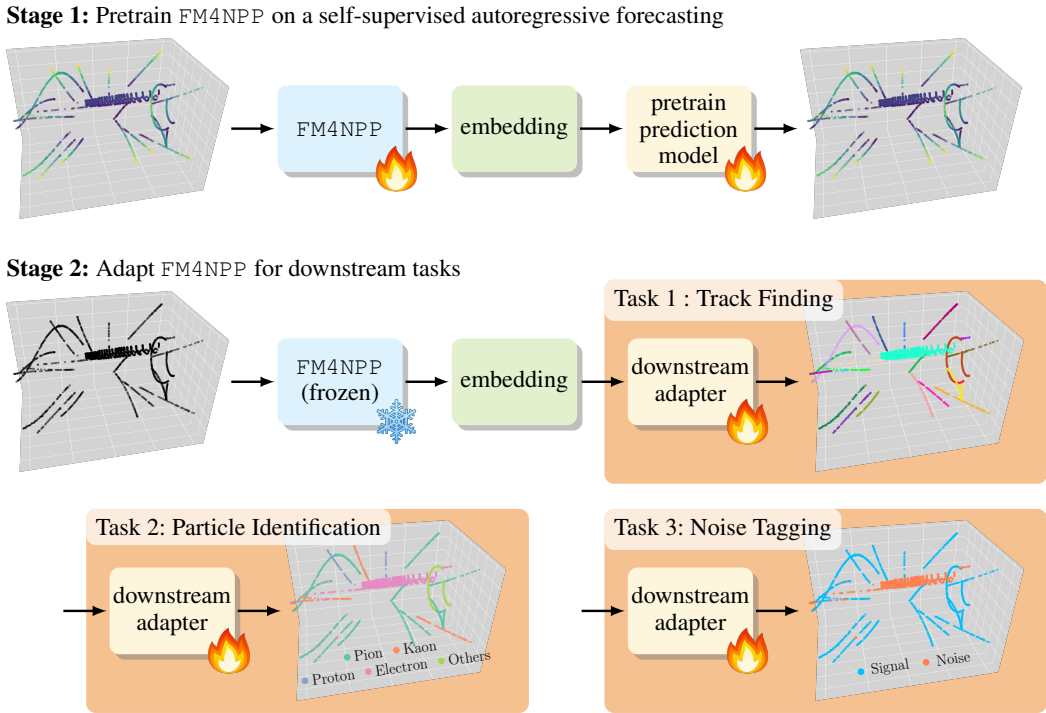 Stage 1: Pretrain FM4NPP on a self-supervised autoregressive forecasting
FM4NPP
embedding
pretrain
prediction
model
Stage 2: Adapt FM4NPP for downstream tasks
FM4NPP
(frozen)
embedding
Task 1 : Track Finding
downstream
adapter
Task 2: Particle Identification
downstream
adapter
Pion
Kaon
Proton
Electron
Others
Task 3: Noise Tagging
downstream
adapter
Signal
Noise